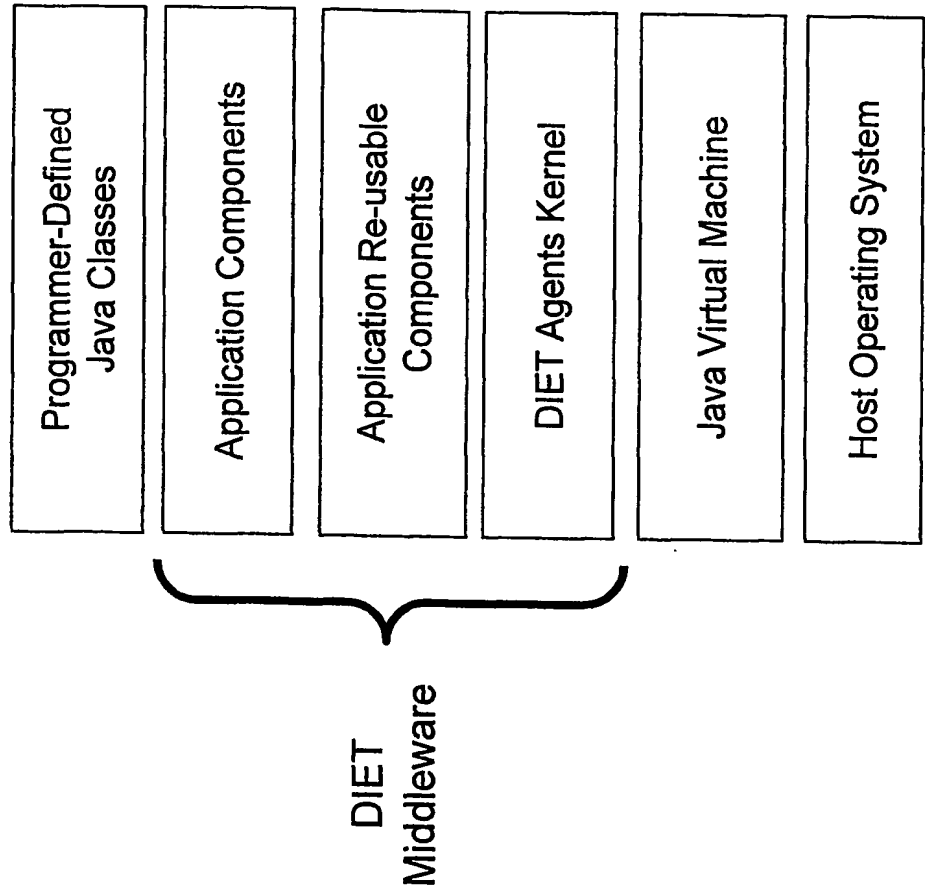 Programmer-Defined
Java Classes
Application Components
Application Re-usable
Components
DIET Agents Kernel
Java Virtual Machine
Host Operating System
DIET
Middleware